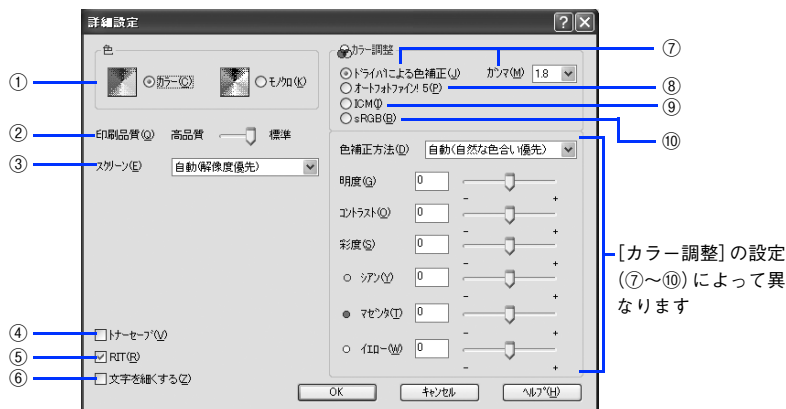 詳細設定
色
カラー調整
⑦
① カラー(C) モノクロ(K)
ドライバによる色補正(U) ガンマ(M) 1.8
オートフォトファイン!5(P) ⑧
ICM(I) ⑨
sRGB(B) ⑩
② 印刷品質(Q) 高品質 標準
③ スクリーン(E) 自動(解像度優先)
色補正方法(D) 自動(自然な色合い優先)
明度(G) 0
- +
コントラスト(O) 0
- +
彩度(S) 0
- +
シアン(Y) 0
- +
マゼンタ(T) 0
- +
イエロー(W) 0
- +
[カラー調整]の設定
(⑦~⑩)によって異
なります
④ トナーセーブ(V)
⑤ RIT(R)
⑥ 文字を細くする(Z)
OK キャンセル ヘルプ(H)